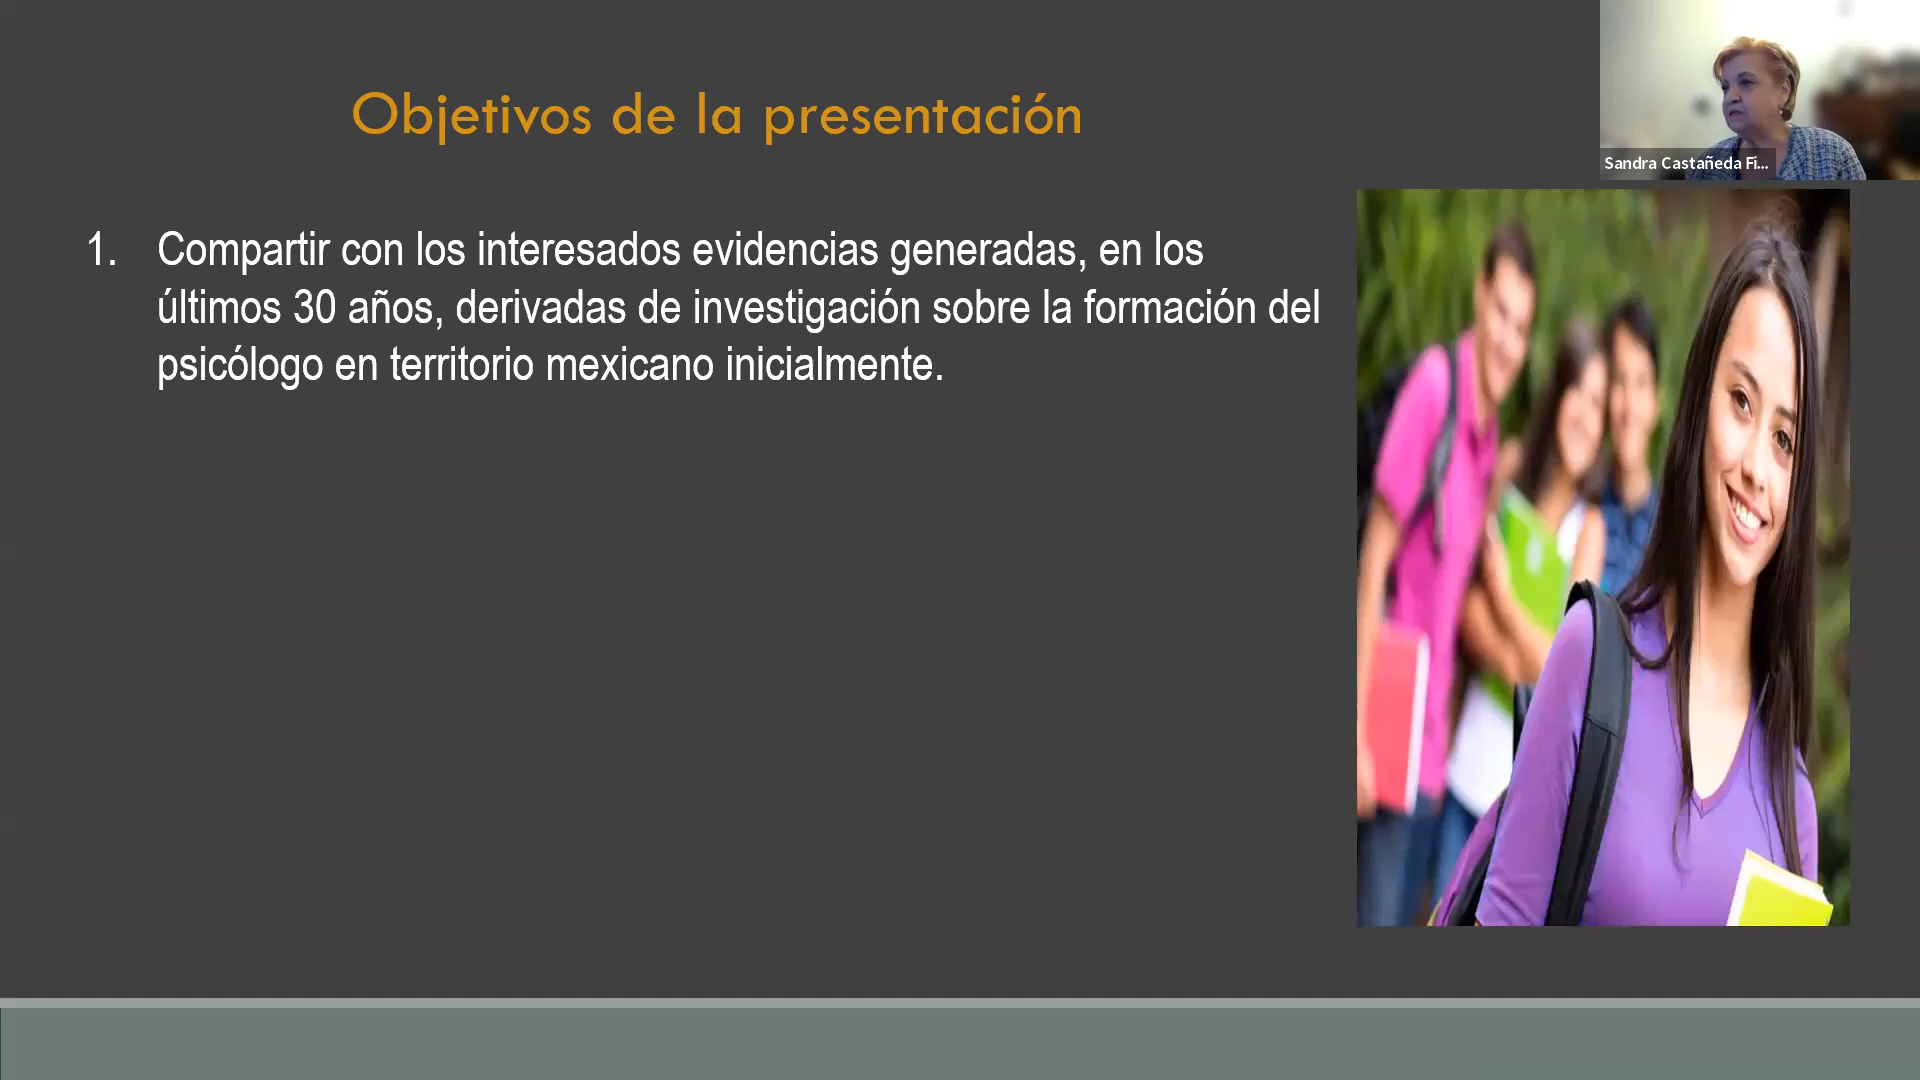 Objetivos de la presentación
Sandra Castañeda Fi...
1. Compartir con los interesados evidencias generadas, en los
últimos 30 años, derivadas de investigación sobre la formación del
psicólogo en territorio mexicano inicialmente.